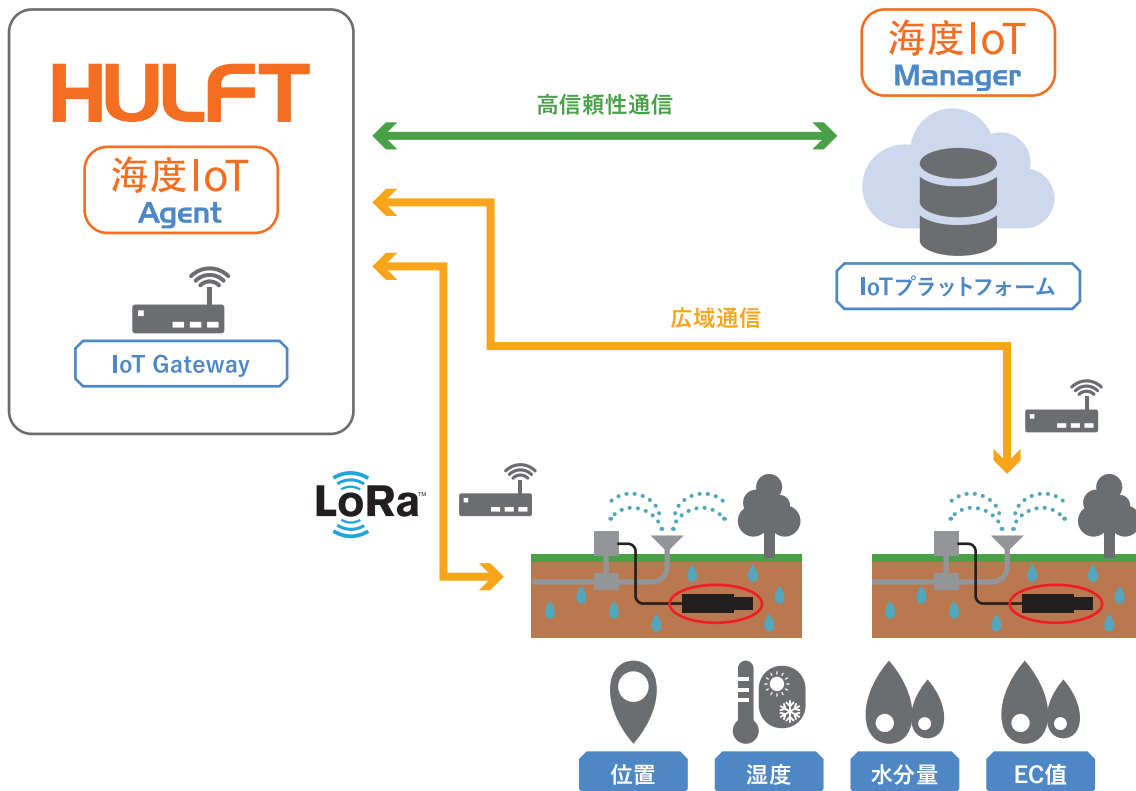 HULFT
海度IoT
Agent
IoT Gateway
高信頼性通信
海度IoT
Manager
IoTプラットフォーム
広域通信
LoRa™
位置
湿度
水分量
EC値